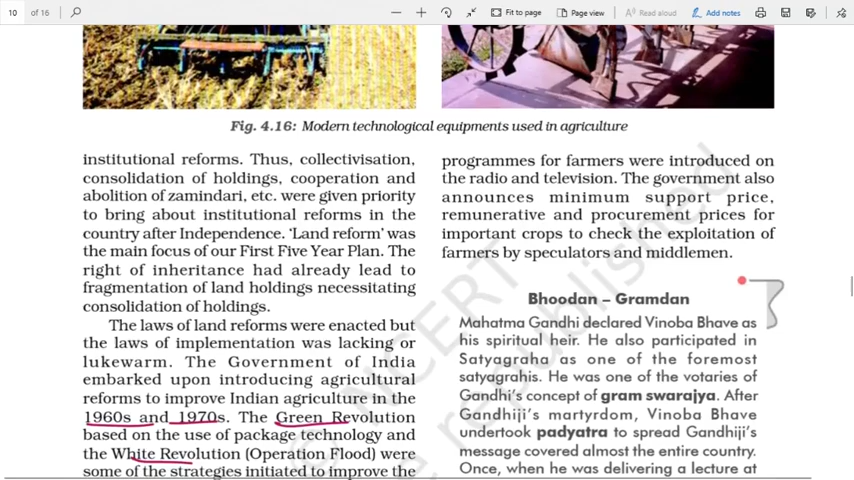 10 of 16
Fit to page
Page view
Read aloud
Add notes
Fig. 4.16: Modern technological equipments used in agriculture
institutional reforms. Thus, collectivisation,
consolidation of holdings, cooperation and
abolition of zamindari, etc. were given priority
to bring about institutional reforms in the
country after Independence. ‘Land reform’ was
the main focus of our First Five Year Plan. The
right of inheritance had already lead to
fragmentation of land holdings necessitating
consolidation of holdings.
The laws of land reforms were enacted but
the laws of implementation was lacking or
lukewarm. The Government of India
embarked upon introducing agricultural
reforms to improve Indian agriculture in the
1960s and 1970s. The Green Revolution
based on the use of package technology and
the White Revolution (Operation Flood) were
some of the strategies initiated to improve the
programmes for farmers were introduced on
the radio and television. The government also
announces minimum support price,
remunerative and procurement prices for
important crops to check the exploitation of
farmers by speculators and middlemen.
Bhoodan – Gramdan
Mahatma Gandhi declared Vinoba Bhave as
his spiritual heir. He also participated in
Satyagraha as one of the foremost
satyagrahis. He was one of the votaries of
Gandhi's concept of gram swarajya. After
Gandhiji's martyrdom, Vinoba Bhave
undertook padyatra to spread Gandhiji's
message covered almost the entire country.
Once, when he was delivering a lecture at
© NCERT
be republished